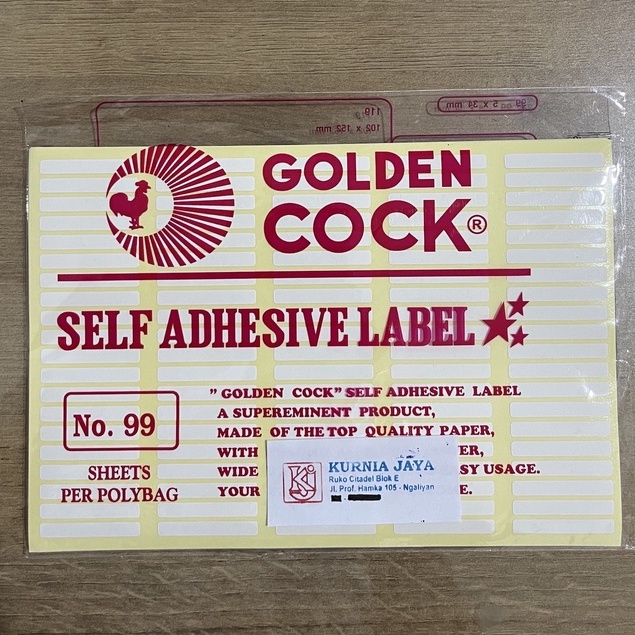 99 5 x 34 mm
119
102 x 152 mm
GOLDEN
COCK®
SELF ADHESIVE LABEL
No. 99
SHEETS
PER POLYBAG
" GOLDEN COCK" SELF ADHESIVE LABEL
A SUPEREMINENT PRODUCT,
MADE OF THE TOP QUALITY PAPER,
WITH ER,
WIDE SY USAGE.
YOUR E.
KURNIA JAYA
Ruko Citadel Blok E
Jl. Prof. Hamka 105 - Ngaliyan